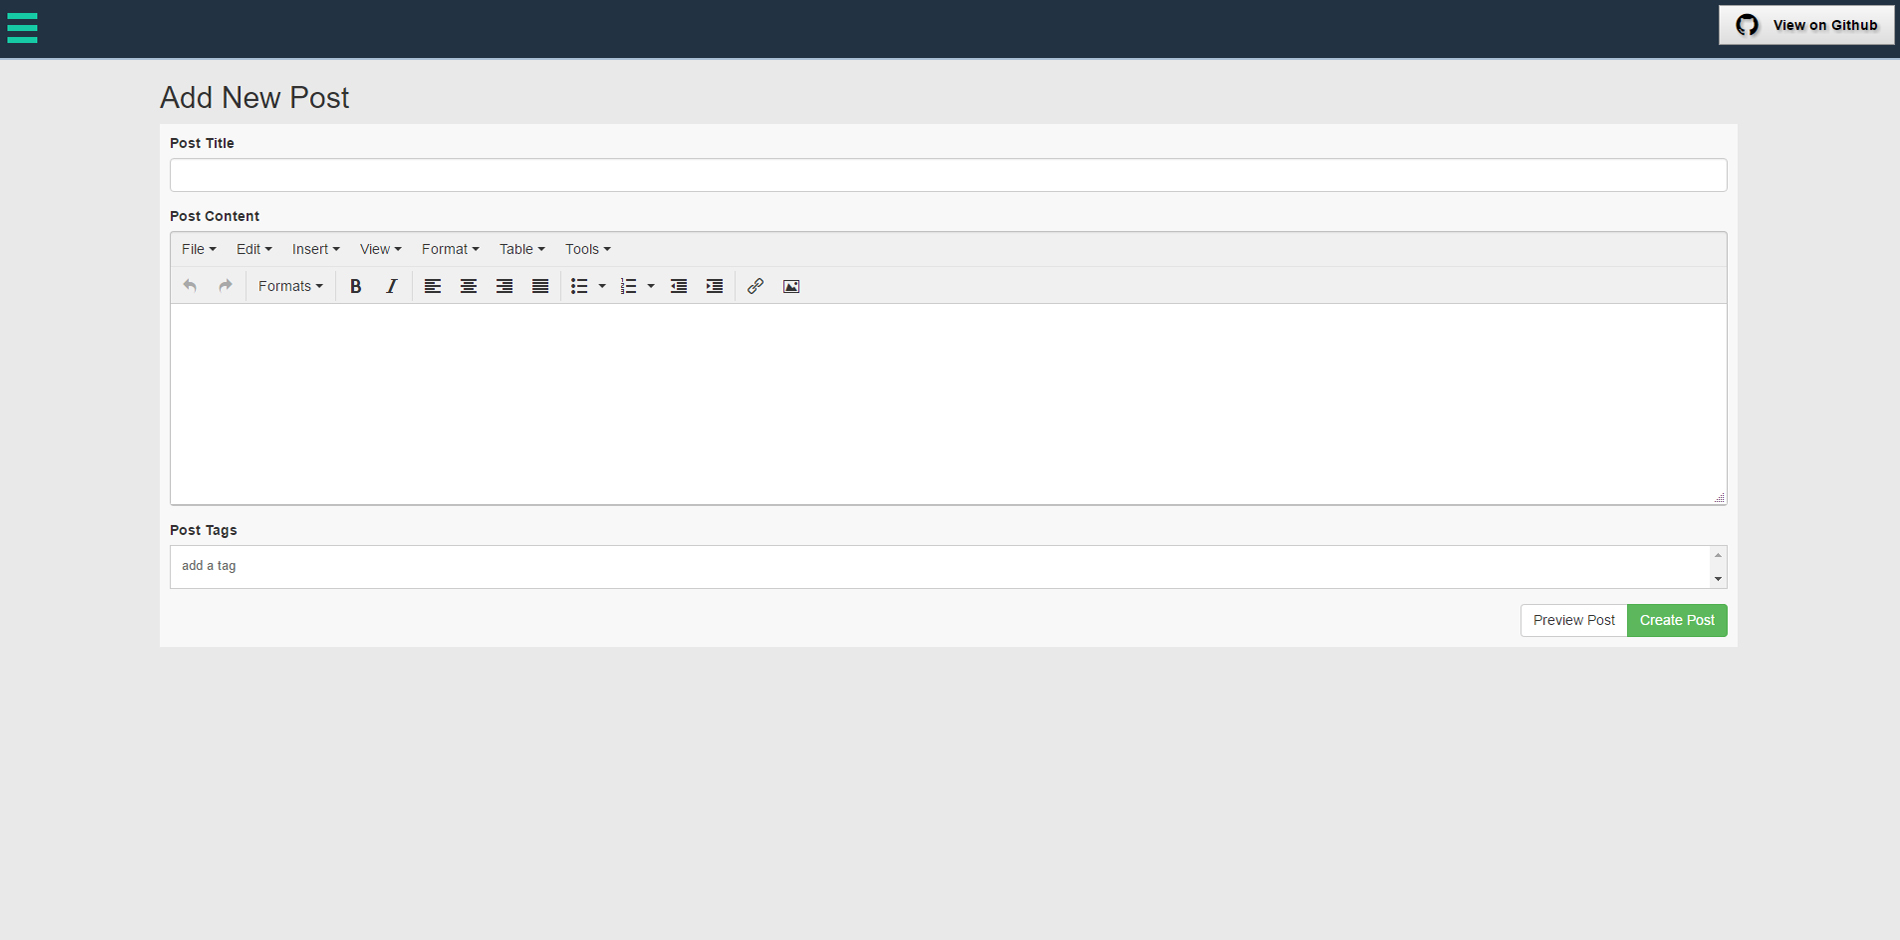 View on Github
Add New Post
Post Title
Post Content
File Edit Insert View Format Table Tools
Formats B I
Post Tags
add a tag
Preview Post Create Post